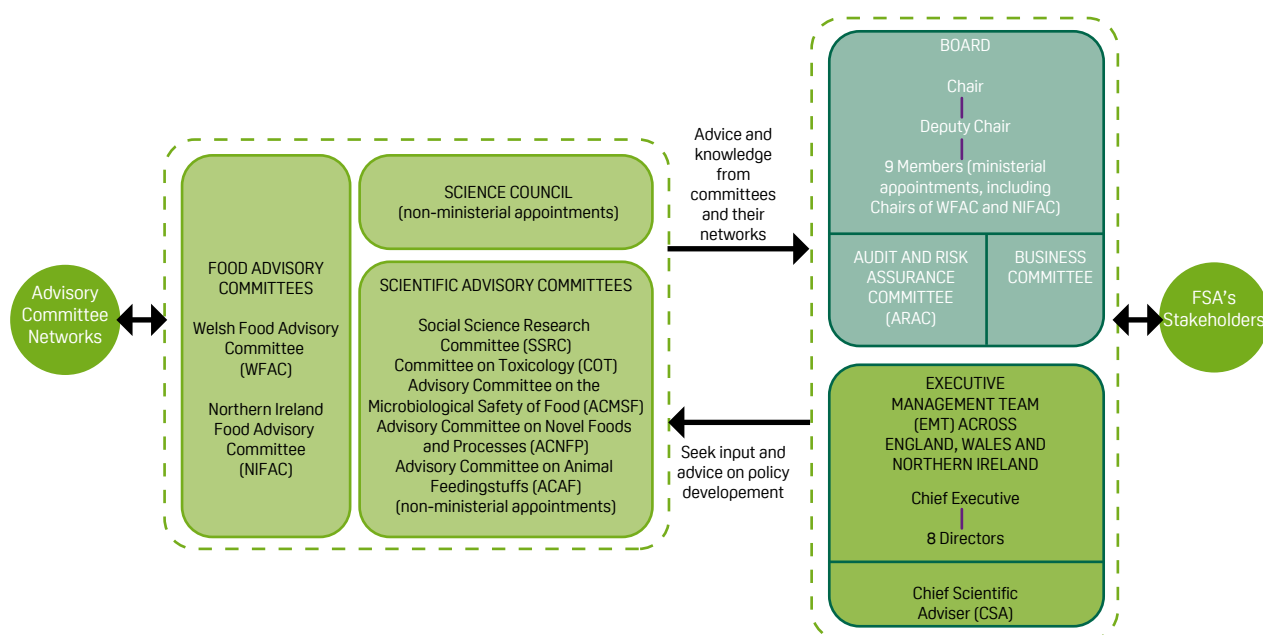 Advisory
Committee
Networks
FOOD ADVISORY
COMMITTEES
Welsh Food Advisory
Committee
(WFAC)
Northern Ireland
Food Advisory
Committee
(NIFAC)
SCIENCE COUNCIL
(non-ministerial appointments)
SCIENTIFIC ADVISORY COMMITTEES
Social Science Research
Committee (SSRC)
Committee on Toxicology (COT)
Advisory Committee on the
Microbiological Safety of Food (ACMSF)
Advisory Committee on Novel Foods
and Processes (ACNFP)
Advisory Committee on Animal
Feedingstuffs (ACAF)
(non-ministerial appointments)
Advice and
knowledge
from
committees
and their
networks
Seek input and
advice on policy
developement
BOARD
Chair
Deputy Chair
9 Members (ministerial
appointments, including
Chairs of WFAC and NIFAC)
AUDIT AND RISK
ASSURANCE
COMMITTEE
(ARAC)
BUSINESS
COMMITTEE
EXECUTIVE
MANAGEMENT TEAM
(EMT) ACROSS
ENGLAND, WALES AND
NORTHERN IRELAND
Chief Executive
8 Directors
Chief Scientific
Adviser (CSA)
FSA's
Stakeholders